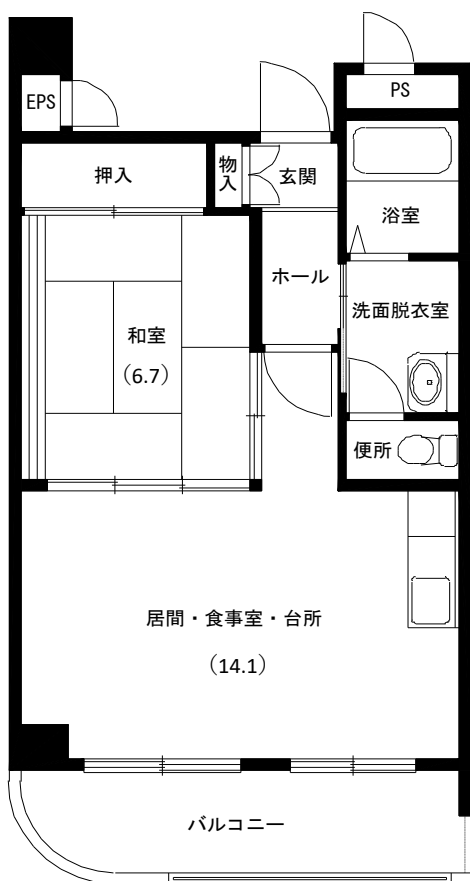 EPS
PS
押入
物入
玄関
浴室
ホール
洗面脱衣室
和室
(6.7)
便所
居間・食事室・台所
(14.1)
バルコニー